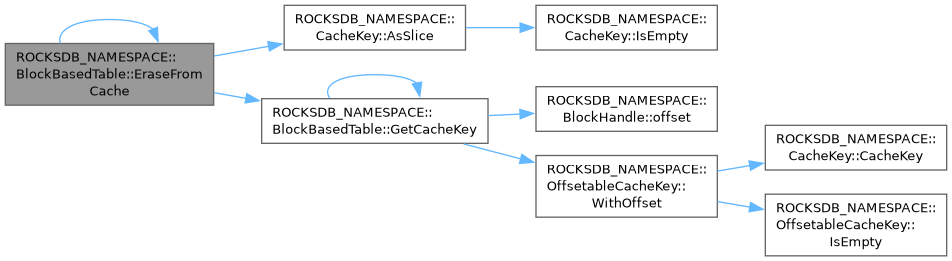 ROCKSDB_NAMESPACE::
BlockBasedTable::EraseFrom
Cache
ROCKSDB_NAMESPACE::
CacheKey::AsSlice
ROCKSDB_NAMESPACE::
CacheKey::IsEmpty
ROCKSDB_NAMESPACE::
BlockBasedTable::GetCacheKey
ROCKSDB_NAMESPACE::
BlockHandle::offset
ROCKSDB_NAMESPACE::
OffsetableCacheKey::
WithOffset
ROCKSDB_NAMESPACE::
CacheKey::CacheKey
ROCKSDB_NAMESPACE::
OffsetableCacheKey::
IsEmpty